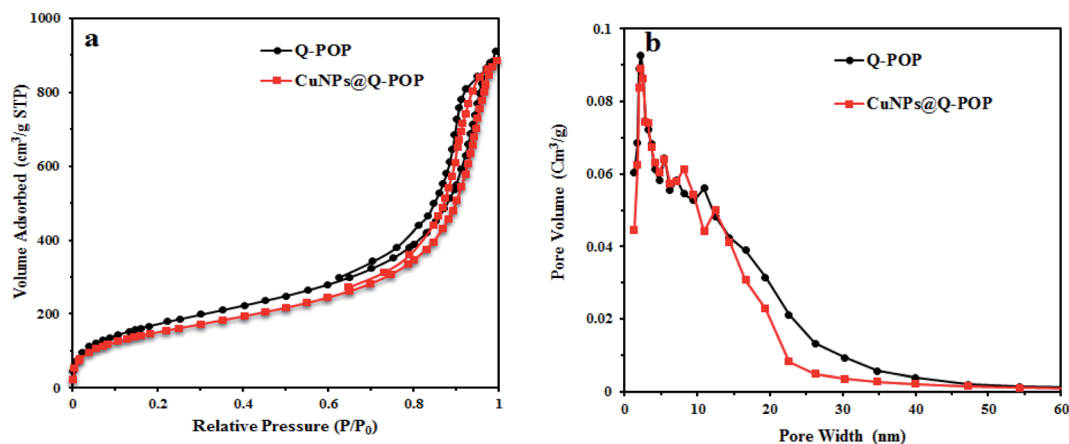 a
Q-POP
CuNPs@Q-POP
Volume Adsorbed (cm³/g STP)
1000
800
600
400
200
0
0 0.2 0.4 0.6 0.8 1
Relative Pressure (P/P₀)
b
Q-POP
CuNPs@Q-POP
Pore Volume (Cm³/g)
0.1
0.08
0.06
0.04
0.02
0
0 10 20 30 40 50 60
Pore Width (nm)